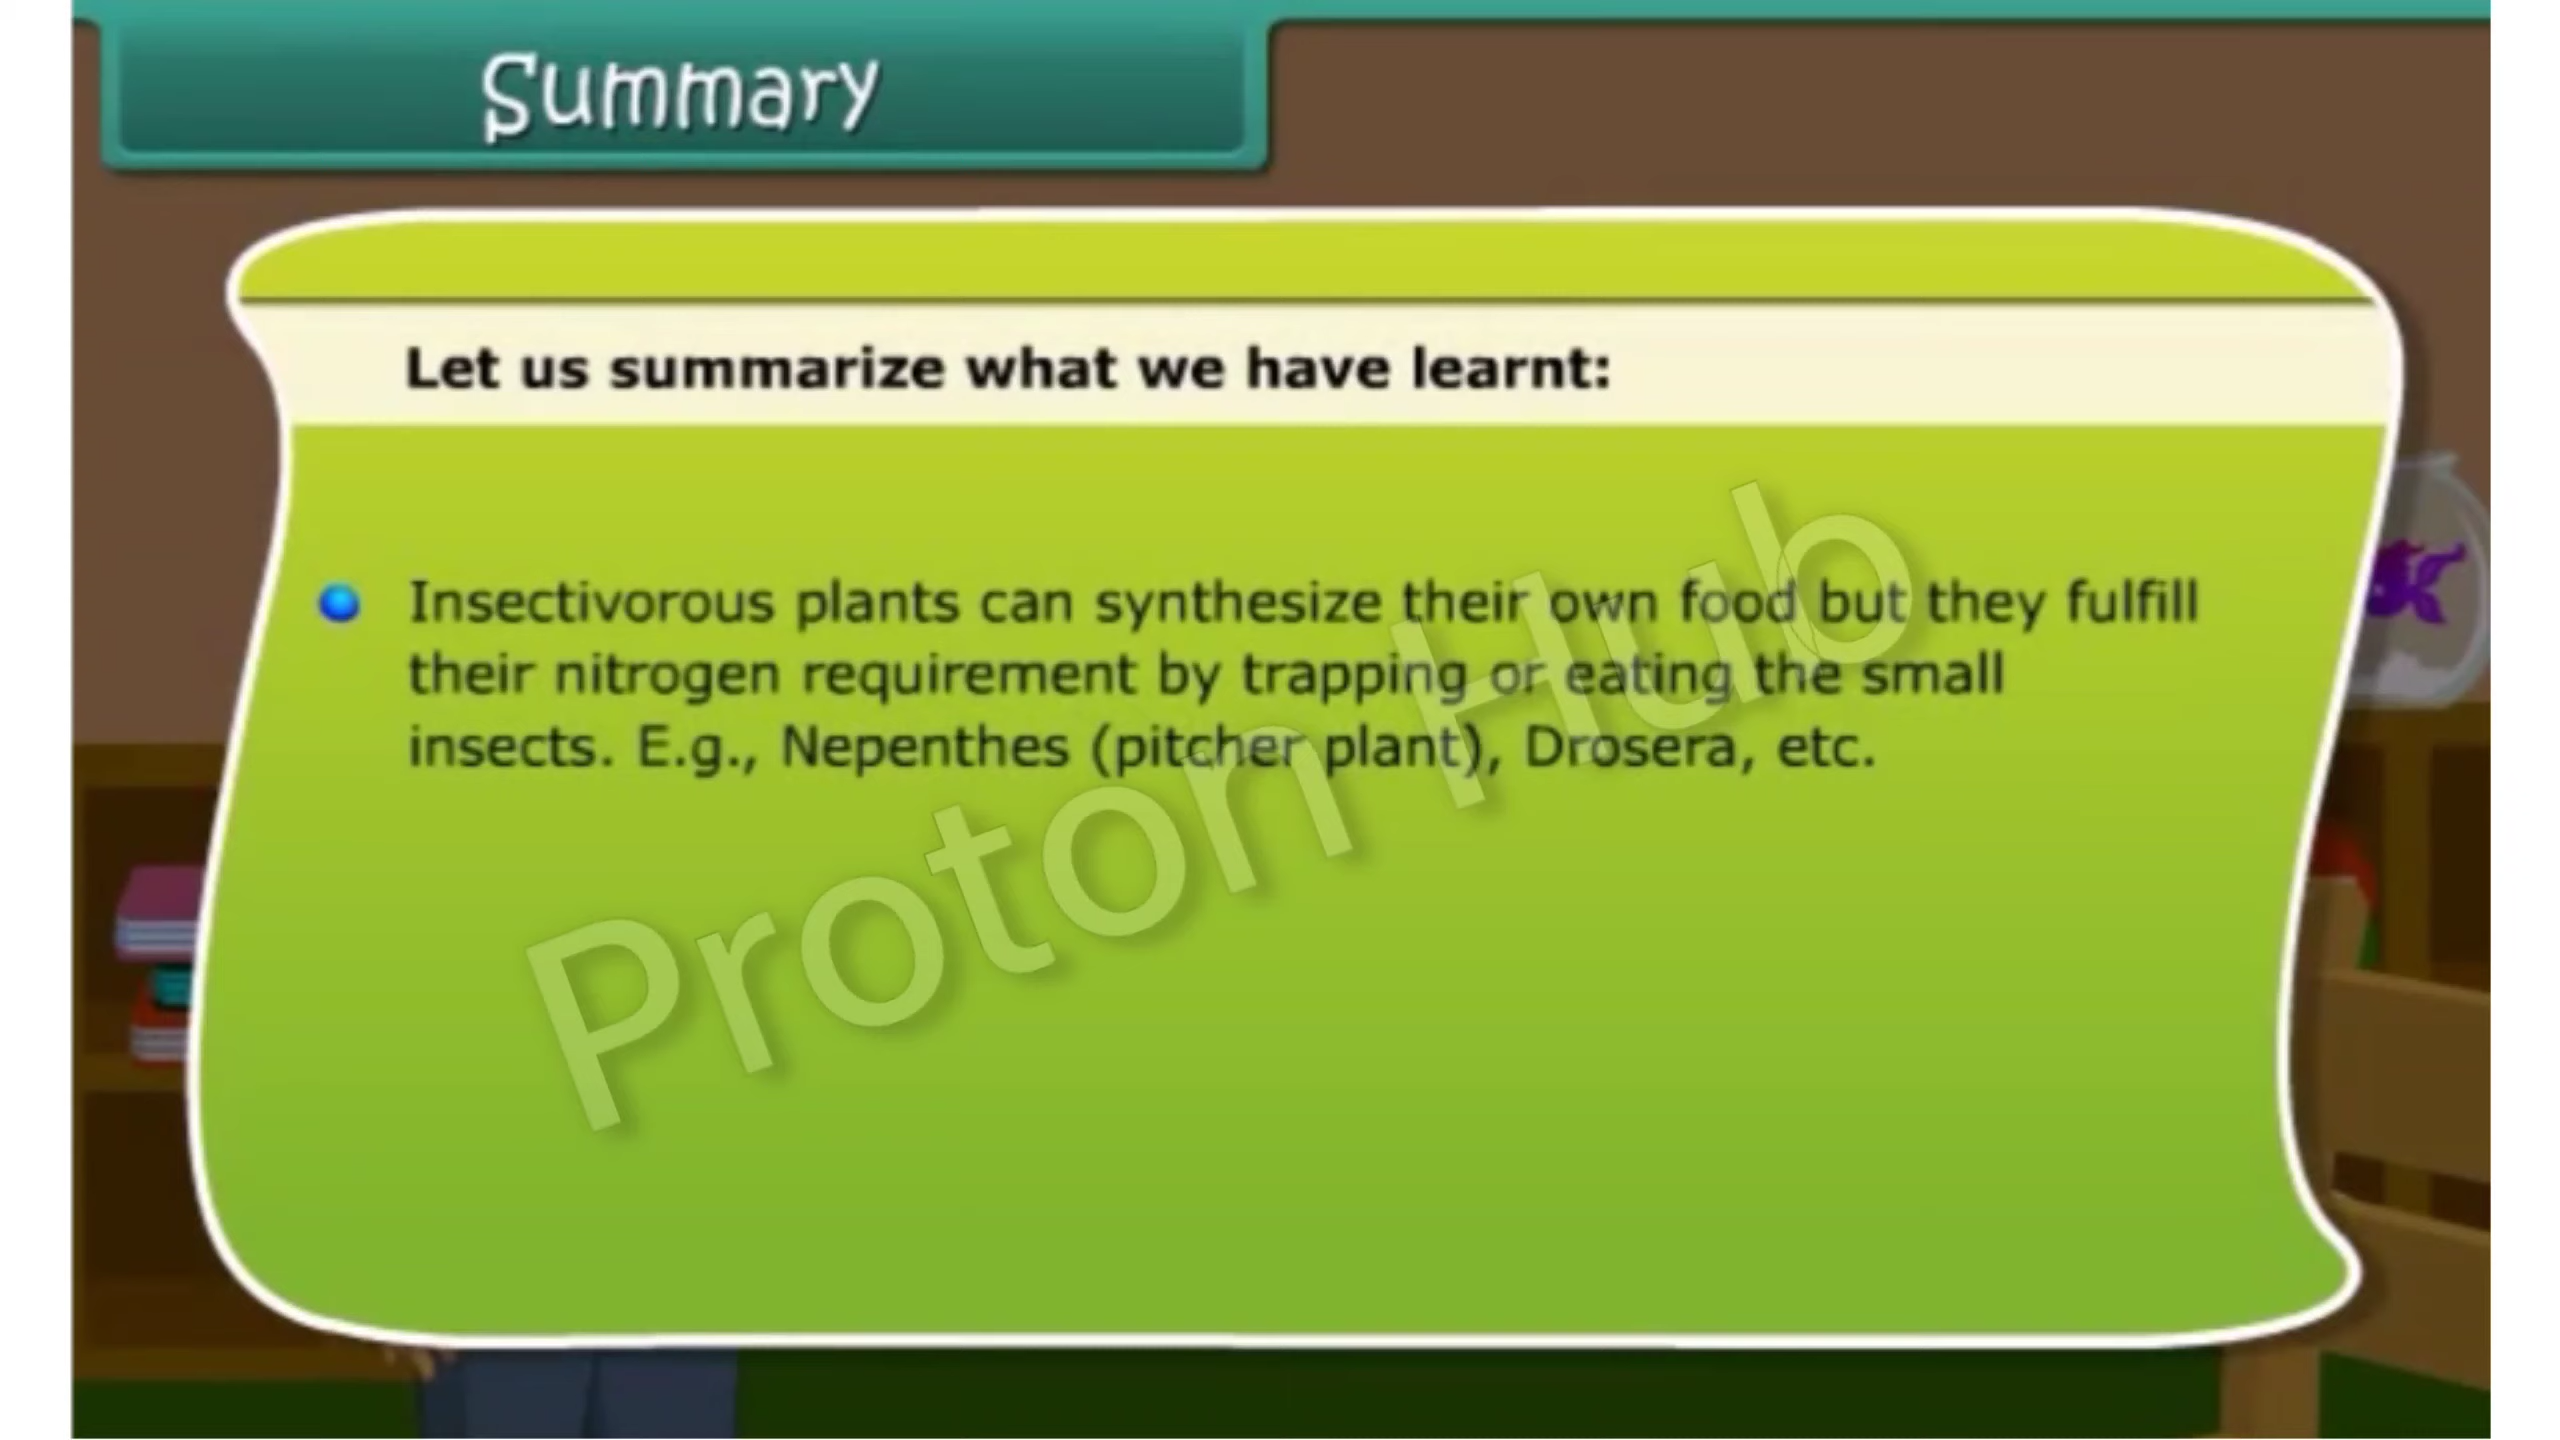 Summary
Let us summarize what we have learnt:
Insectivorous plants can synthesize their own food but they fulfill
their nitrogen requirement by trapping or eating the small
insects. E.g., Nepenthes (pitcher plant), Drosera, etc.
Proton Hub